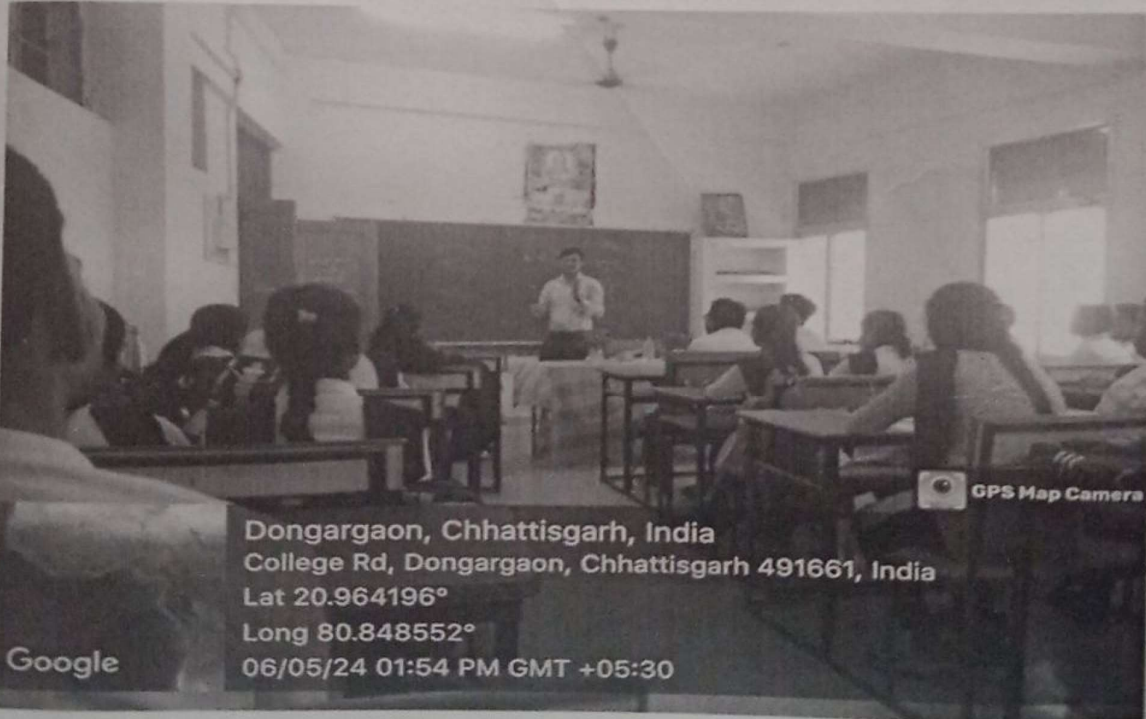 GPS Map Camera
Dongargaon, Chhattisgarh, India
College Rd, Dongargaon, Chhattisgarh 491661, India
Lat 20.964196°
Long 80.848552°
06/05/24 01:54 PM GMT +05:30
Google